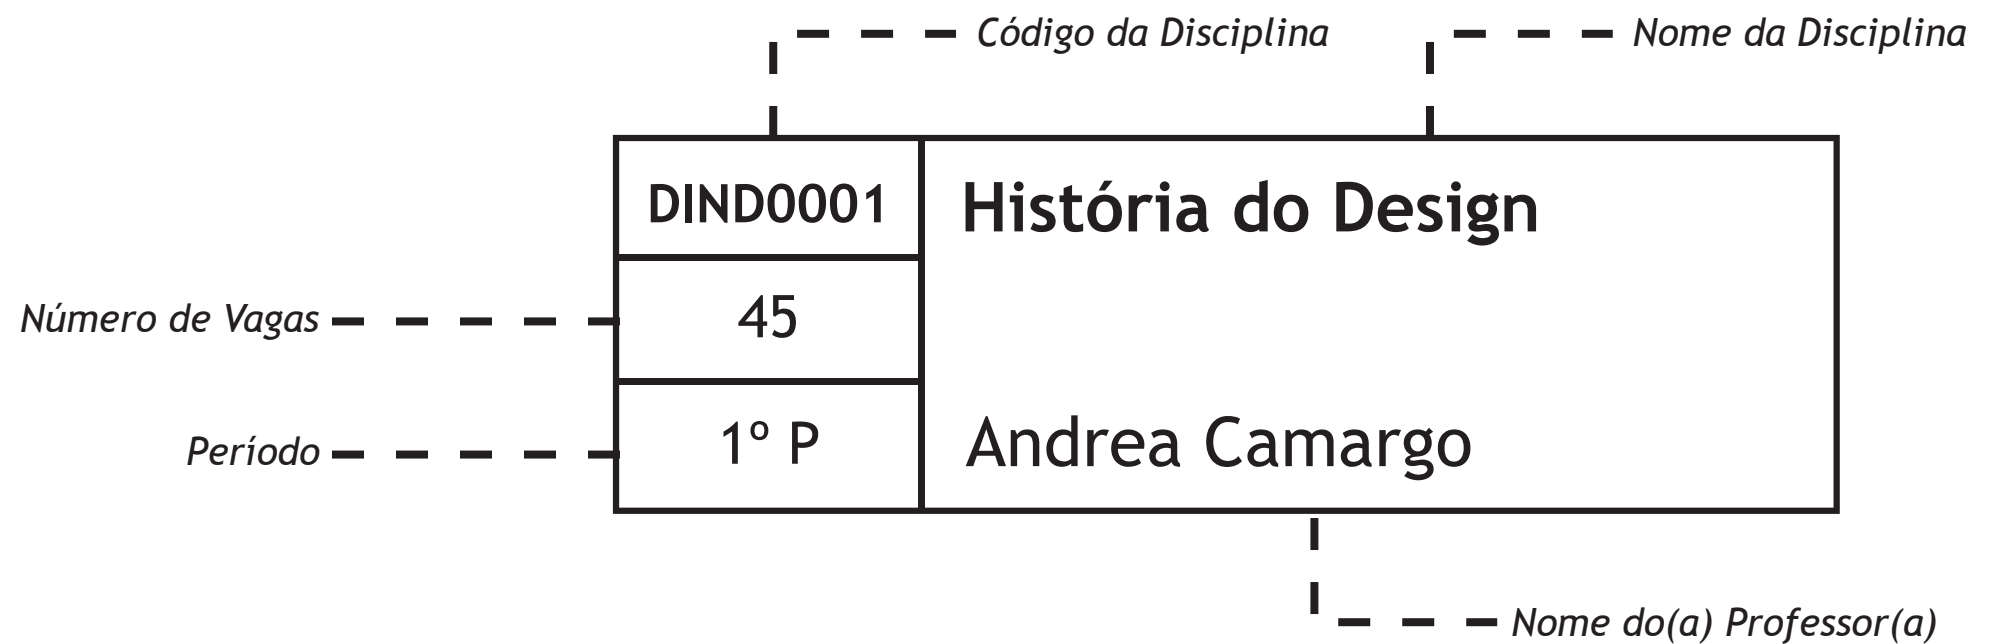 Código da Disciplina
Nome da Disciplina
DIND0001
História do Design
Número de Vagas
45
Período
1º P
Andrea Camargo
Nome do(a) Professor(a)